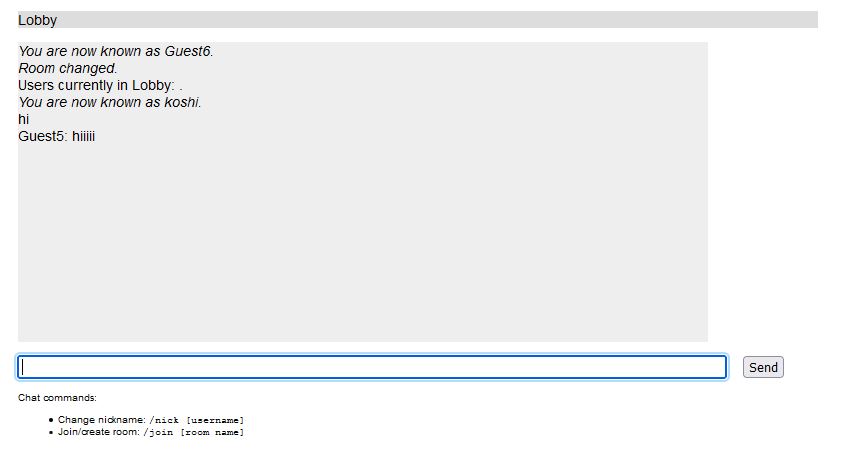 Lobby
You are now known as Guest6.
Room changed.
Users currently in Lobby: .
You are now known as koshi.
hi
Guest5: hiiiii
Send
Chat commands:
Change nickname: /nick [username]
Join/create room: /join [room name]